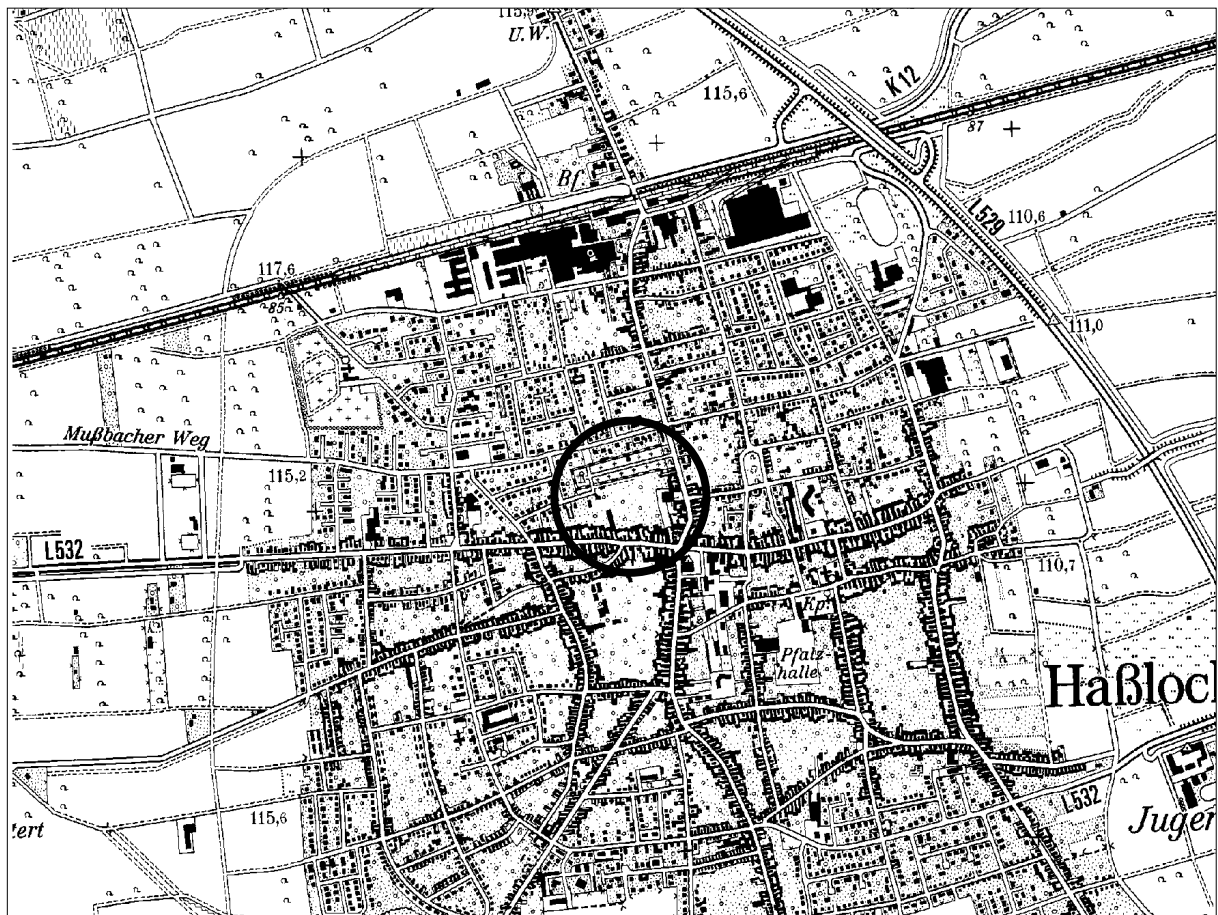 115,9
U.W.
K12
115,6
87
Bf
L529
110,6
117,6
85
111,0
Mußbacher Weg
115,2
L532
110,7
Kp.
Pfalz-
halle
Haßloch
L532
115,6
tert
Jugen